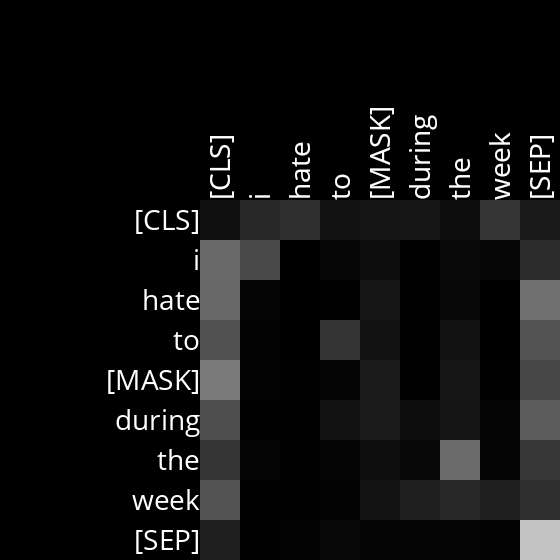 [CLS] i hate to [MASK] during the week [SEP]
[CLS]
i
hate
to
[MASK]
during
the
week
[SEP]